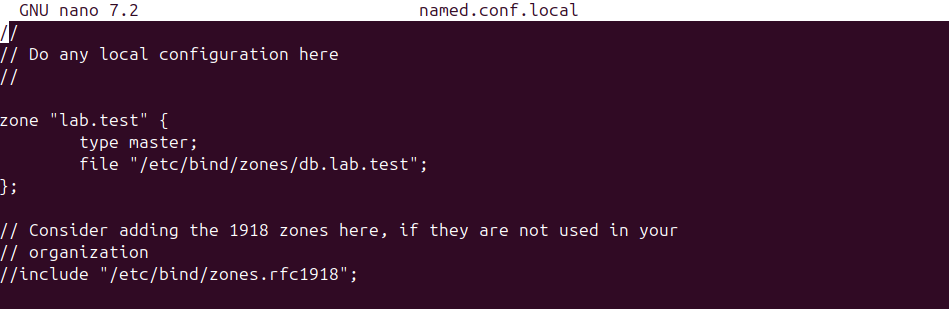 GNU nano 7.2 named.conf.local
//
// Do any local configuration here
//
zone "lab.test" {
type master;
file "/etc/bind/zones/db.lab.test";
};
// Consider adding the 1918 zones here, if they are not used in your
// organization
//include "/etc/bind/zones.rfc1918";